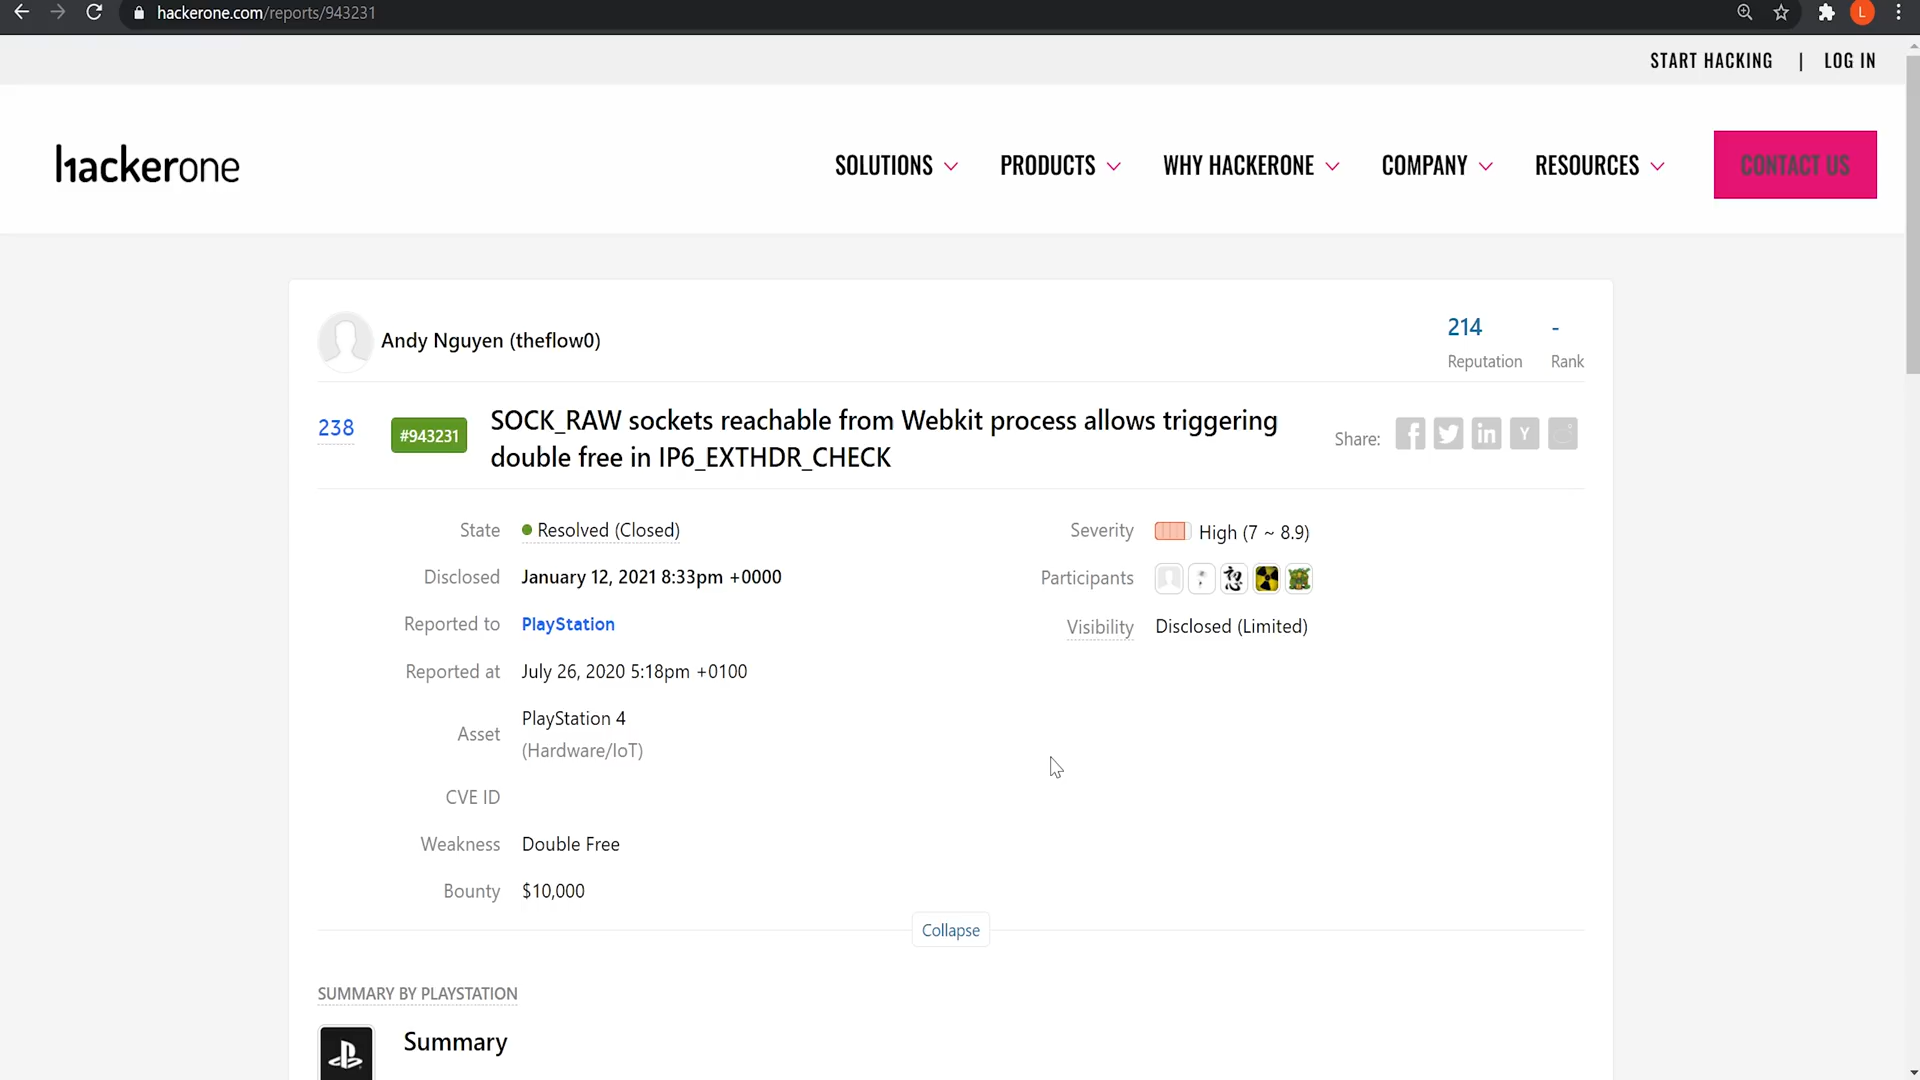 hackerone.com/reports/943231
L
START HACKING | LOG IN
hackerone
SOLUTIONS PRODUCTS WHY HACKERONE COMPANY RESOURCES CONTACT US
Andy Nguyen (theflow0)
214 -
Reputation Rank
238 #943231 SOCK_RAW sockets reachable from Webkit process allows triggering
double free in IP6_EXTHDR_CHECK
Share: f in Y
State Resolved (Closed)
Severity High (7 ~ 8.9)
Disclosed January 12, 2021 8:33pm +0000
Participants
Reported to PlayStation
Visibility Disclosed (Limited)
Reported at July 26, 2020 5:18pm +0100
Asset PlayStation 4
(Hardware/IoT)
CVE ID
Weakness Double Free
Bounty $10,000
Collapse
SUMMARY BY PLAYSTATION
Summary